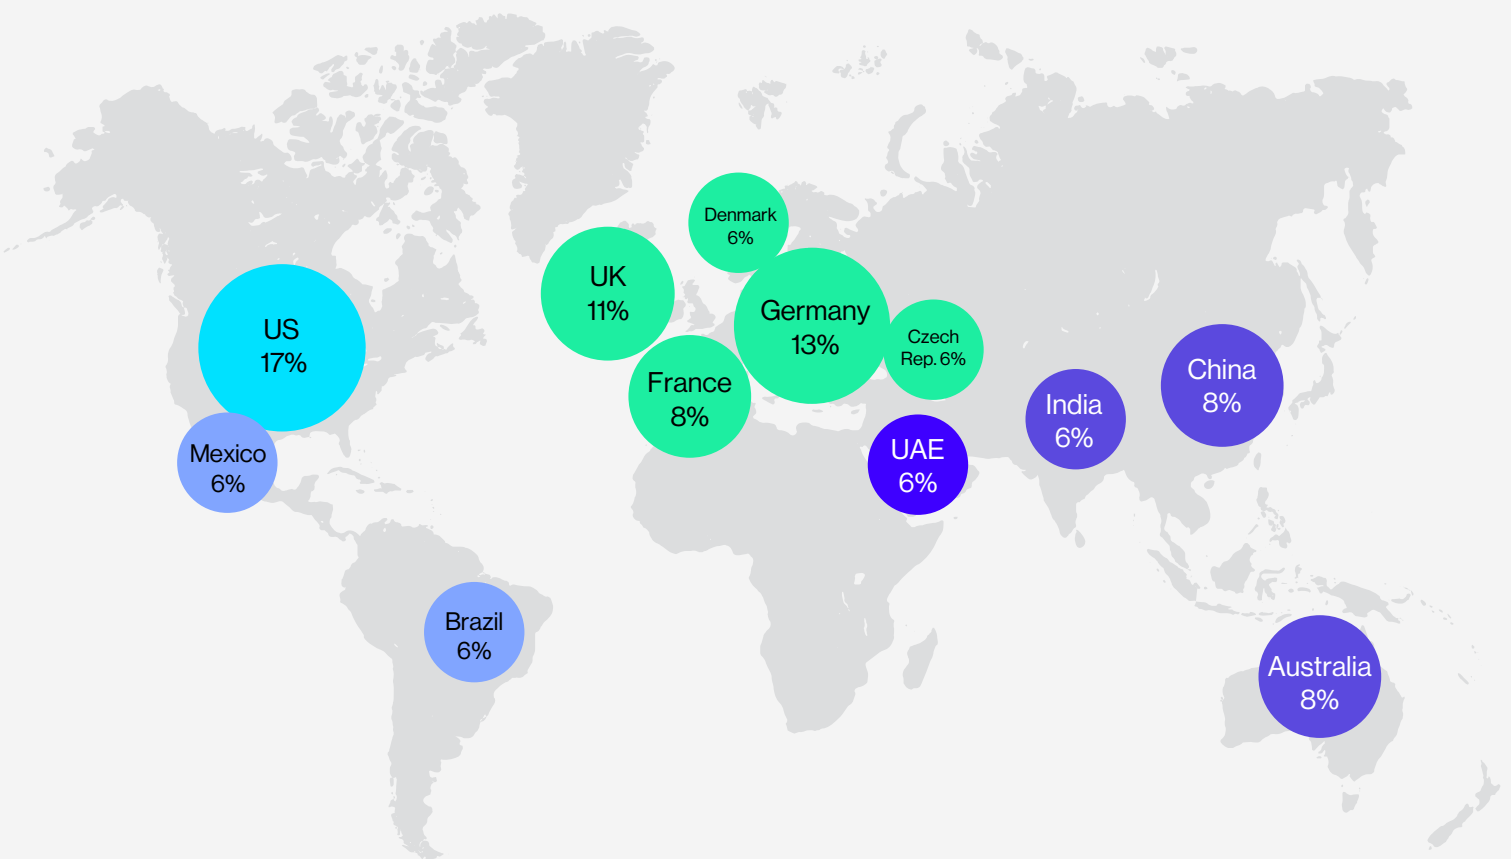 Denmark
6%
UK
11%
Germany
13%
US
17%
Czech
Rep. 6%
France
8%
China
8%
India
6%
UAE
6%
Mexico
6%
Brazil
6%
Australia
8%